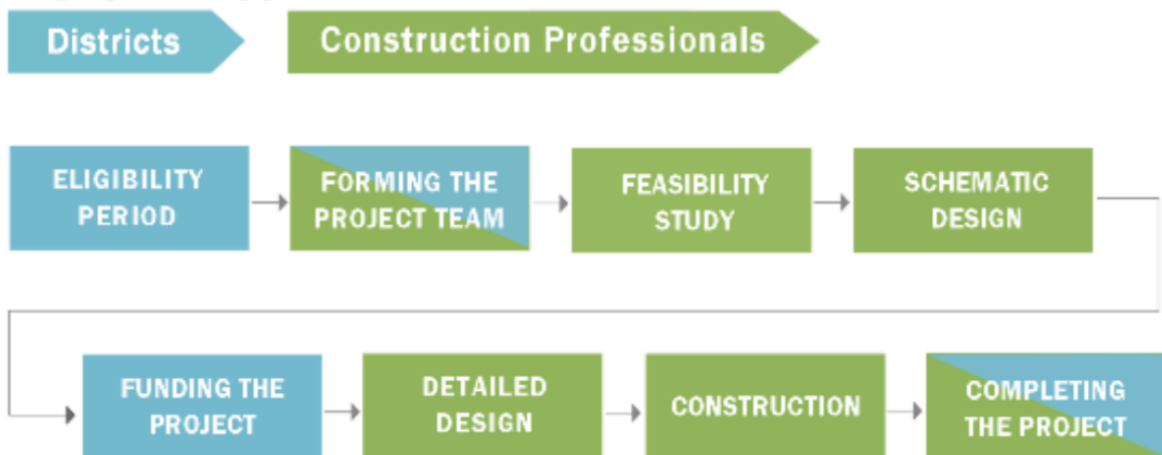 Districts
Construction Professionals
ELIGIBILITY
PERIOD
FORMING THE
PROJECT TEAM
FEASIBILITY
STUDY
SCHEMATIC
DESIGN
FUNDING THE
PROJECT
DETAILED
DESIGN
CONSTRUCTION
COMPLETING
THE PROJECT